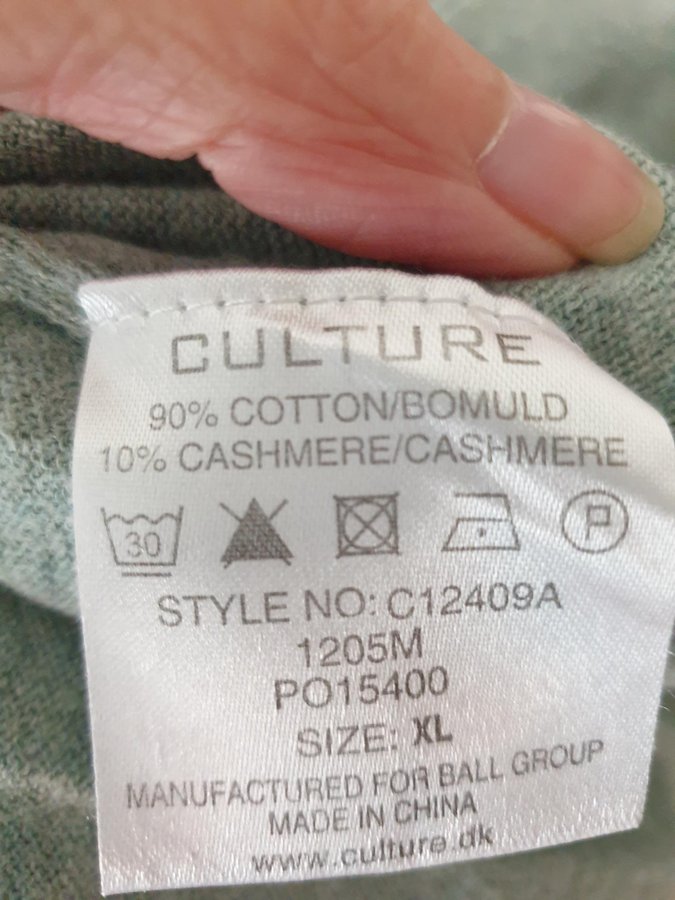 CULTURE
90% COTTON/BOMULD
10% CASHMERE/CASHMERE
30 P
STYLE NO: C12409A
1205M
PO15400
SIZE: XL
MANUFACTURED FOR BALL GROUP
MADE IN CHINA
www.culture.dk